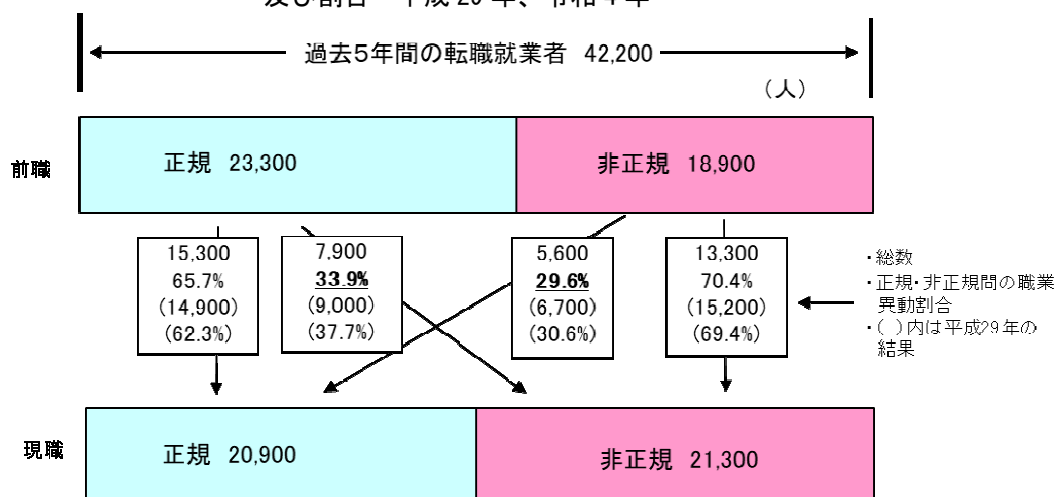 及び割合 平成29年、令和4年
過去5年間の転職就業者 42,200
（人）
前職
正規 23,300
非正規 18,900
15,300
65.7%
(14,900)
(62.3%)
7,900
33.9%
(9,000)
(37.7%)
5,600
29.6%
(6,700)
(30.6%)
13,300
70.4%
(15,200)
(69.4%)
・総数
・正規・非正規間の職業
異動割合
・( )内は平成29年の
結果
現職
正規 20,900
非正規 21,300